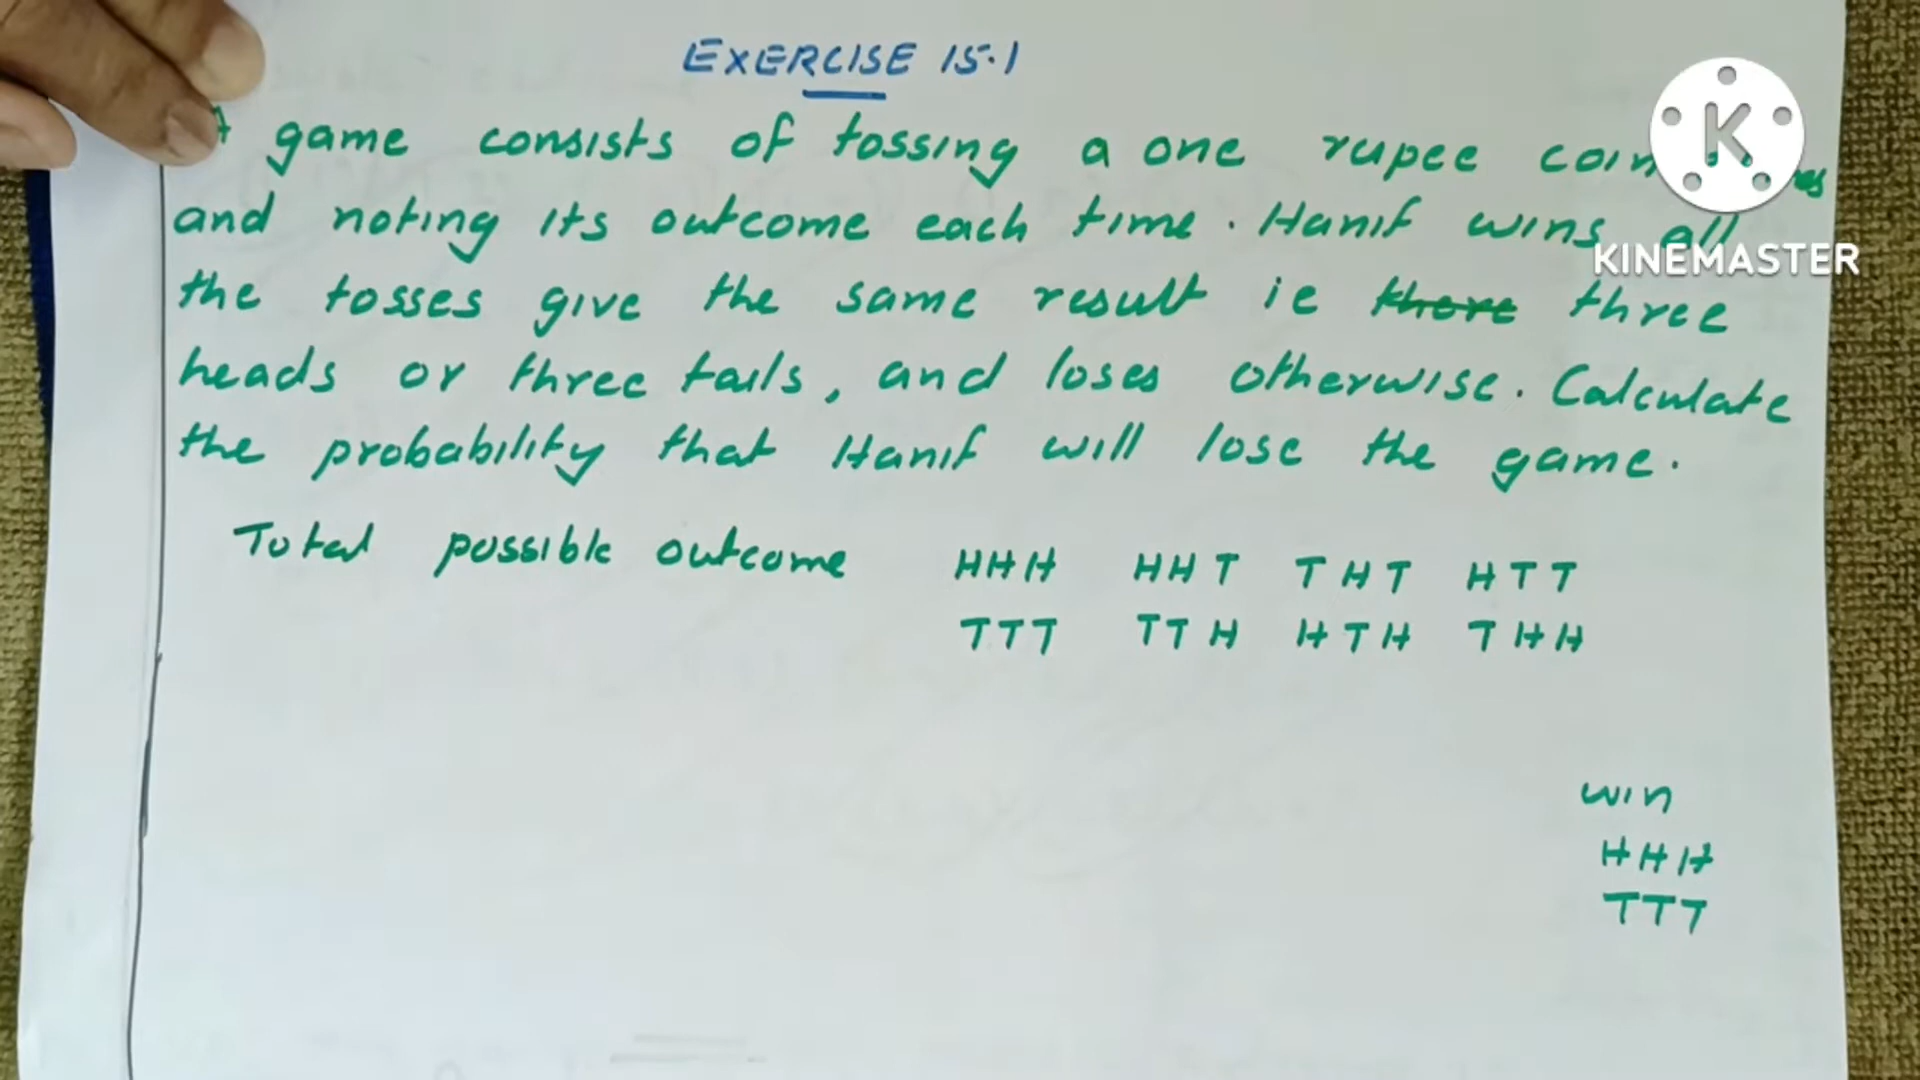 EXERCISE 15.1
A game consists of tossing a one rupee coin
and noting its outcome each time. Hanif wins all
the tosses give the same result ie there three
heads or three tails, and loses otherwise. Calculate
the probability that Hanif will lose the game.
Total possible outcome HHH HHT THT HTT
TTT TTH HTH THH
win
HHH
TTT
K
KINEMASTER